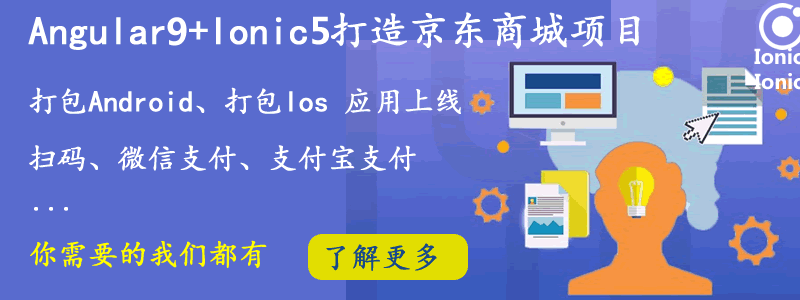 Angular9+Ionic5打造京东商城项目
Ionic
Ionic
打包Android、打包Ios 应用上线
扫码、微信支付、支付宝支付
...
你需要的我们都有
了解更多